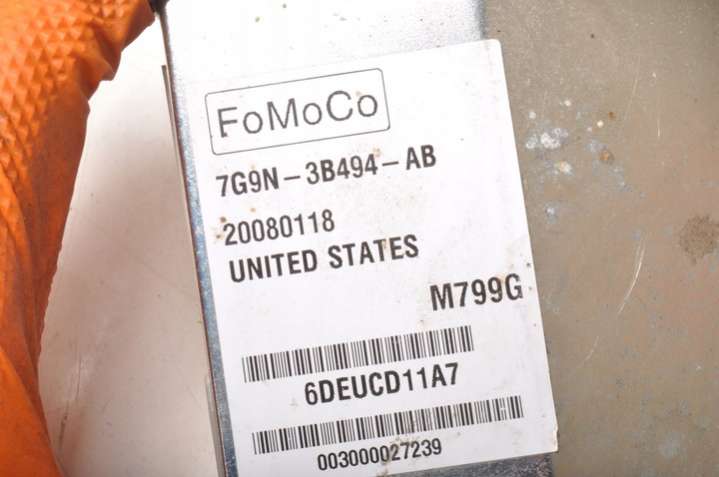 FoMoCo
7G9N-3B494-AB
20080118
UNITED STATES
M799G
6DEUCD11A7
003000027239